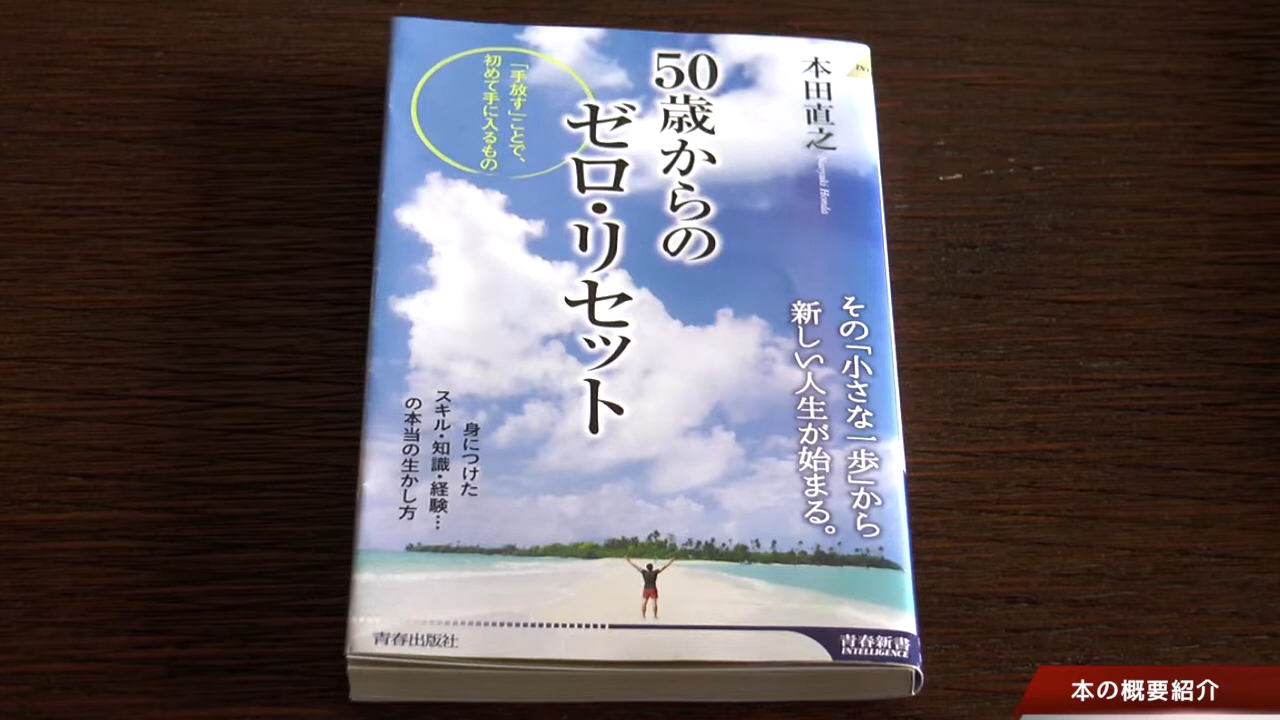 本田直之
Naoyuki Honda
50歳からの
ゼロ・リセット
「手放す」ことで、
初めて手に入るもの
その「小さな一歩」から
新しい人生が始まる。
身につけた
スキル・知識・経験…
の本当の生かし方
青春出版社
青春新書
INTELLIGENCE
本の概要紹介